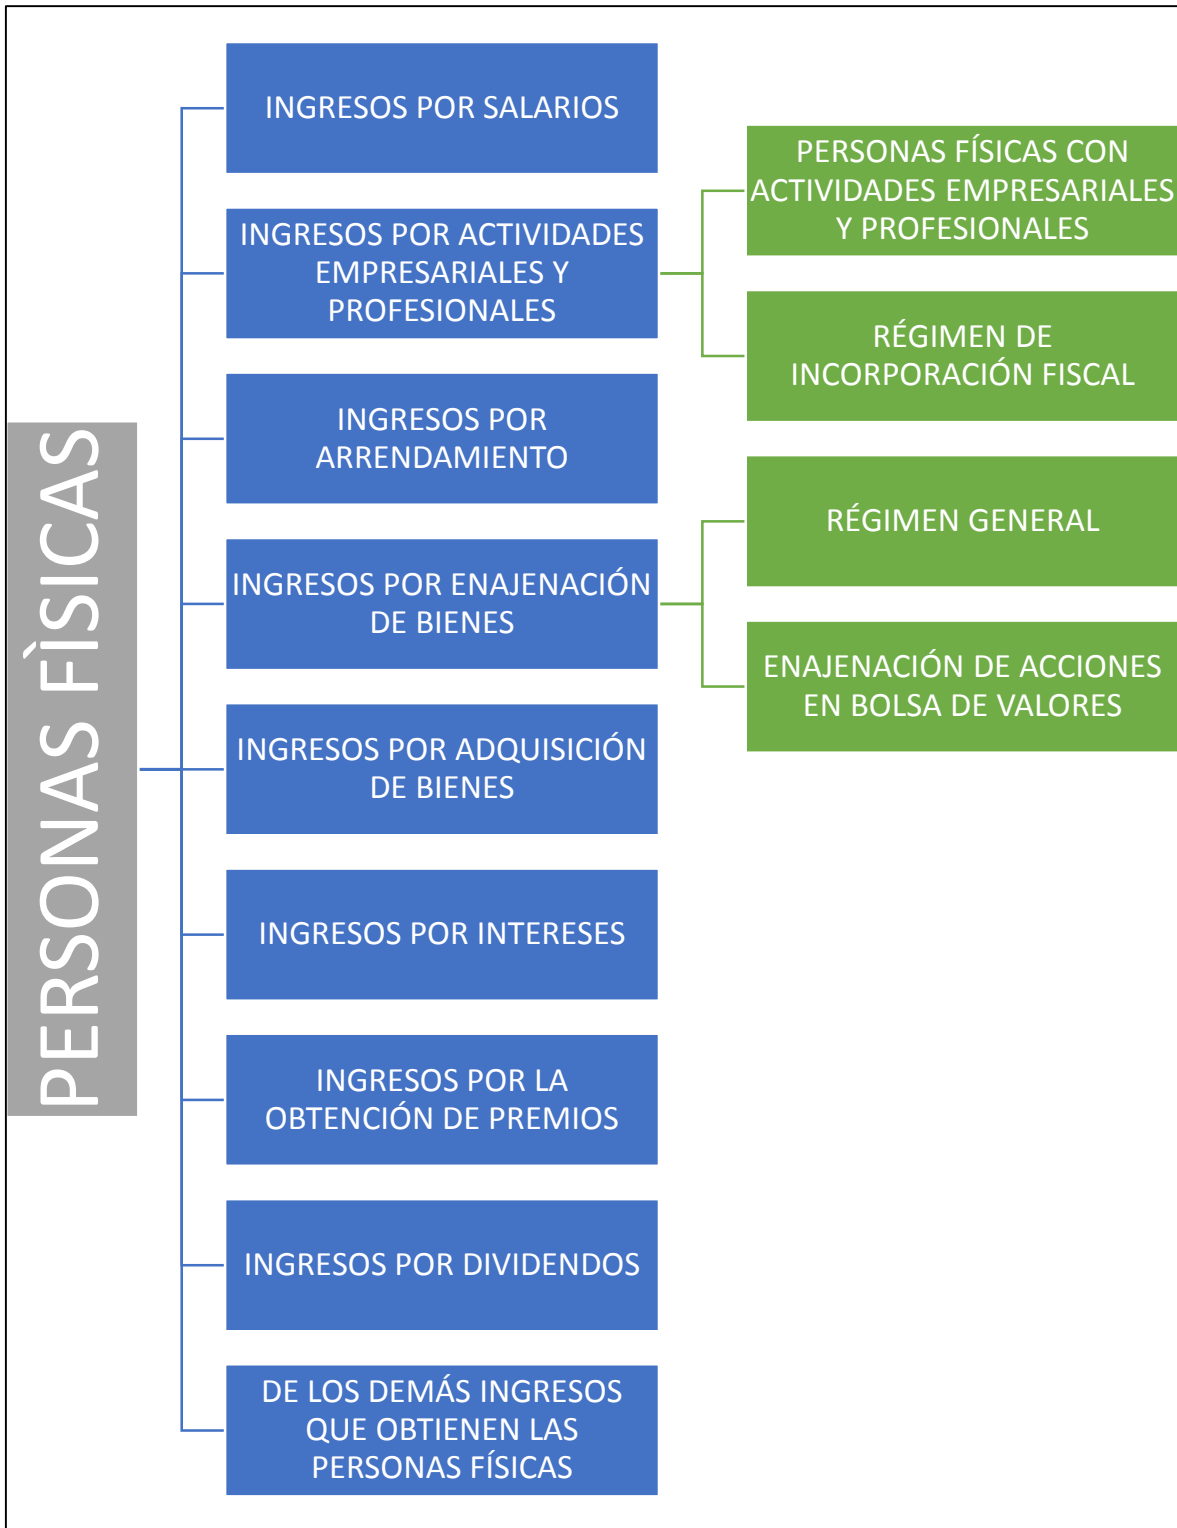 PERSONAS FÌSICAS
INGRESOS POR SALARIOS
INGRESOS POR ACTIVIDADES
EMPRESARIALES Y
PROFESIONALES
PERSONAS FÍSICAS CON
ACTIVIDADES EMPRESARIALES
Y PROFESIONALES
RÉGIMEN DE
INCORPORACIÓN FISCAL
INGRESOS POR
ARRENDAMIENTO
INGRESOS POR ENAJENACIÓN
DE BIENES
RÉGIMEN GENERAL
ENAJENACIÓN DE ACCIONES
EN BOLSA DE VALORES
INGRESOS POR ADQUISICIÓN
DE BIENES
INGRESOS POR INTERESES
INGRESOS POR LA
OBTENCIÓN DE PREMIOS
INGRESOS POR DIVIDENDOS
DE LOS DEMÁS INGRESOS
QUE OBTIENEN LAS
PERSONAS FÍSICAS